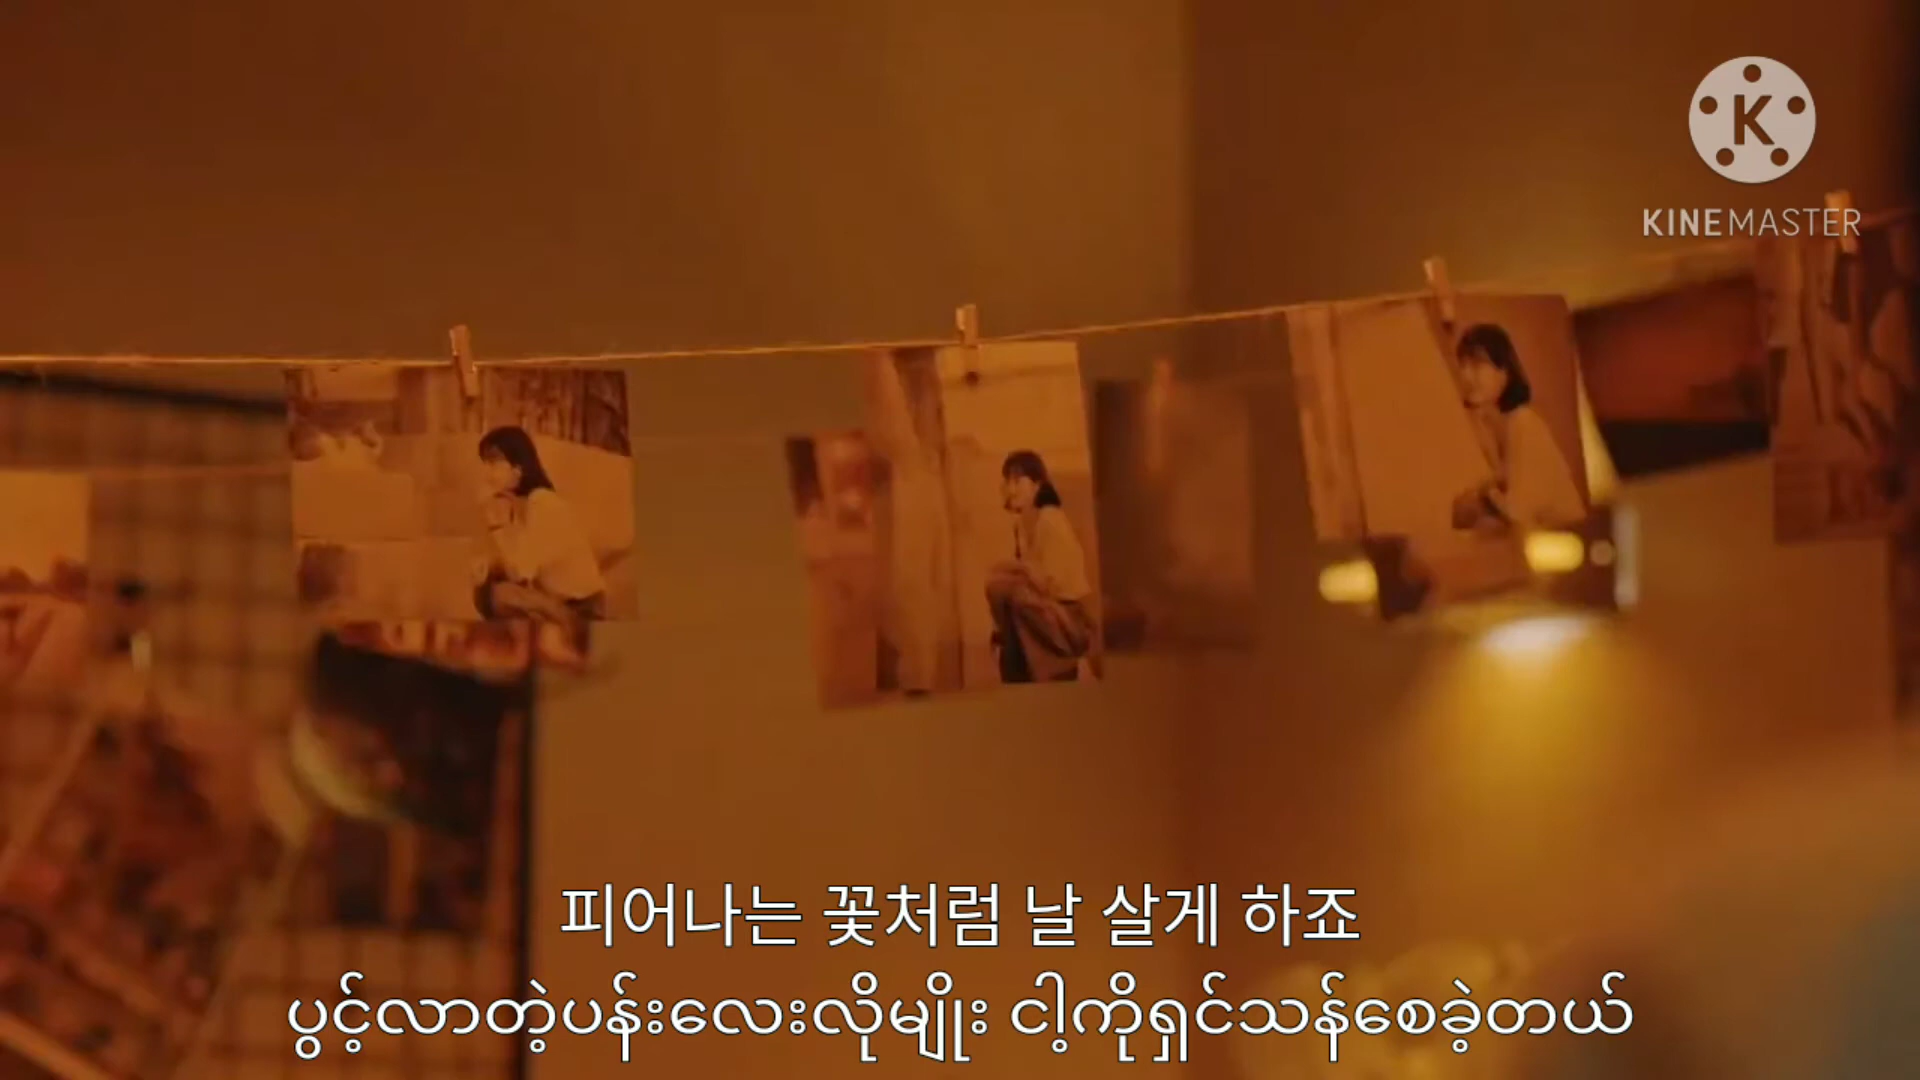 KINEMASTER
피어나는 꽃처럼 날 살게 하죠
ပွင့်လာတဲ့ပန်းလေးလိုမျိုး ငါ့ကိုရှင်သန်စေခဲ့တယ်